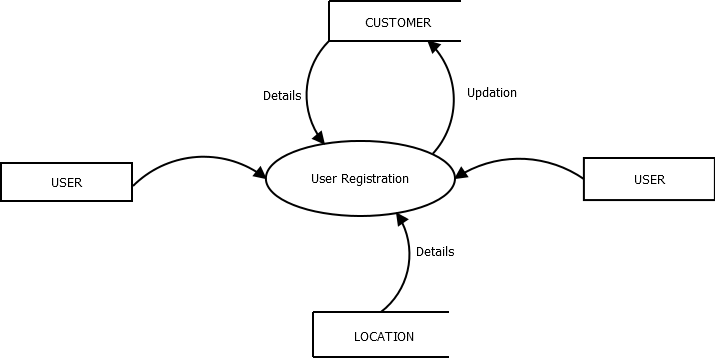 CUSTOMER
Details
Updation
USER
User Registration
USER
Details
LOCATION